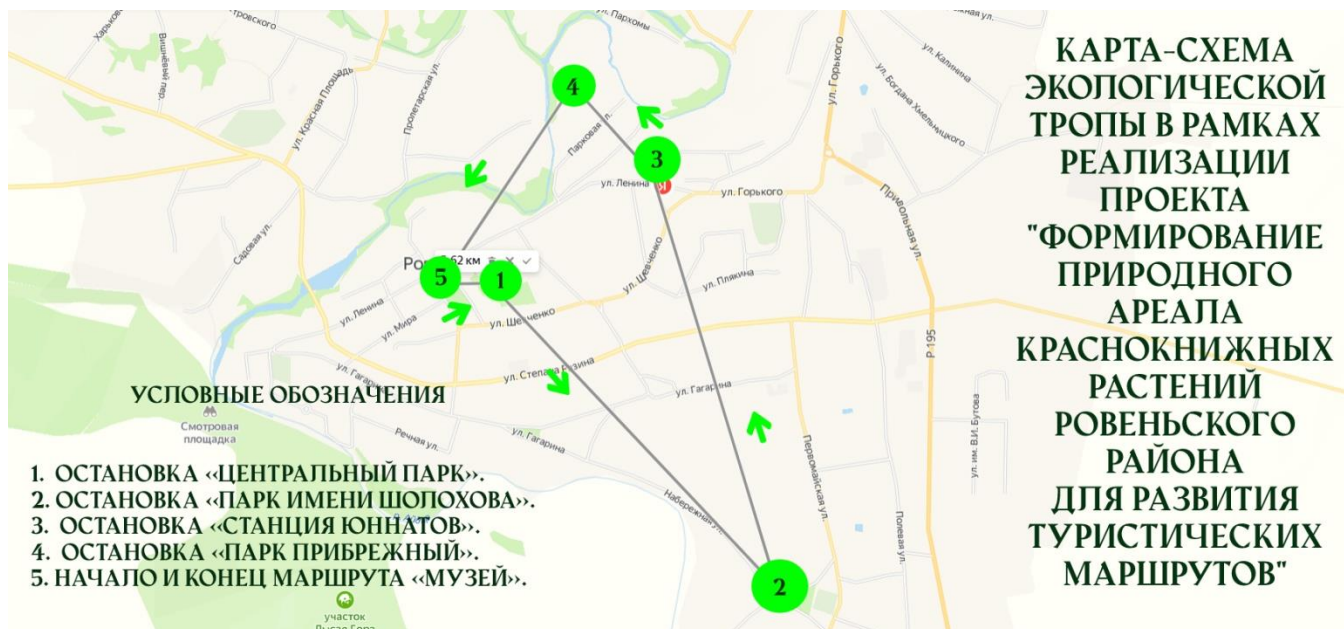 КАРТА-СХЕМА
ЭКОЛОГИЧЕСКОЙ
ТРОПЫ В РАМКАХ
РЕАЛИЗАЦИИ
ПРОЕКТА
"ФОРМИРОВАНИЕ
ПРИРОДНОГО
АРЕАЛА
КРАСНОКНИЖНЫХ
РАСТЕНИЙ
РОВЕНЬСКОГО
РАЙОНА
ДЛЯ РАЗВИТИЯ
ТУРИСТИЧЕСКИХ
МАРШРУТОВ"
УСЛОВНЫЕ ОБОЗНАЧЕНИЯ
1. ОСТАНОВКА «ЦЕНТРАЛЬНЫЙ ПАРК».
2. ОСТАНОВКА «ПАРК ИМЕНИ ШОПОХОВА».
3. ОСТАНОВКА «СТАНЦИЯ ЮННАТОВ».
4. ОСТАНОВКА «ПАРК ПРИБРЕЖНЫЙ».
5. НАЧАЛО И КОНЕЦ МАРШРУТА «МУЗЕЙ».
4
3
5
1
2
62 км
Вишнёвый пер.
ул. Красная Площадь
Пролетарская ул.
ул. Пархомы
Парковая ул.
ул. Ленина
ул. Горького
ул. Горького
ул. Калинина
ул. Богдана Хмельницкого
Привольная ул.
Садовая ул.
ул. Шевченко
ул. Плякина
ул. Ленина
ул. Мира
ул. Шевченко
ул. Степана Разина
ул. Гагарина
ул. Гагарина
ул. Гагарина
Речная ул.
Набережная ул.
Первомайская ул.
Полевая ул.
Р 195
ул. им. В.И. Бутова
Смотровая
площадка
участок